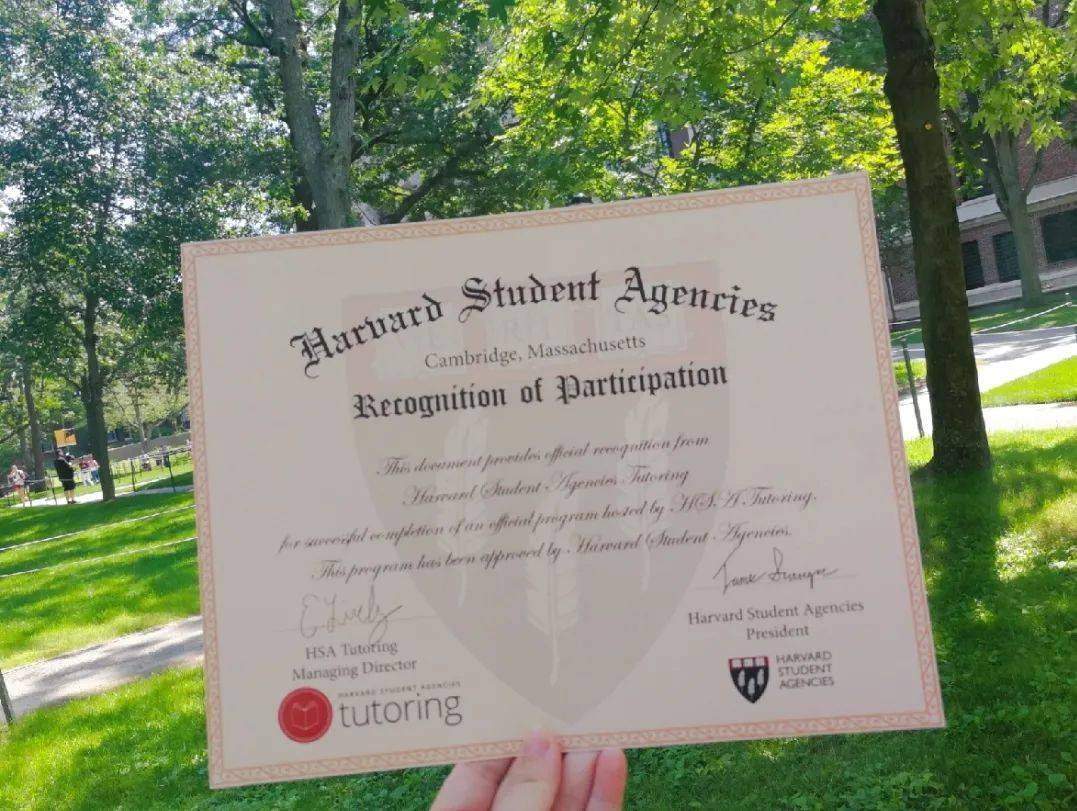 Harvard Student Agencies
Cambridge, Massachusetts
Recognition of Participation
This document provides official recognition from
Harvard Student Agencies Tutoring
for successful completion of an official program hosted by HSA Tutoring.
This program has been approved by Harvard Student Agencies.
HSA Tutoring
Managing Director
HARVARD STUDENT AGENCIES
tutoring
Harvard Student Agencies
President
HARVARD
STUDENT
AGENCIES